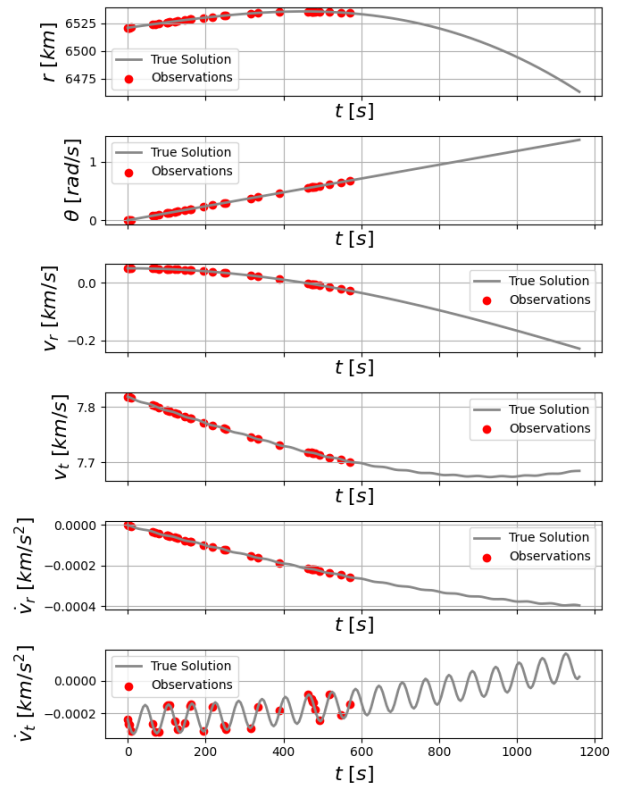 6525
6500
6475
r [km]
True Solution
Observations
t [s]
1
0
θ [rad/s]
True Solution
Observations
t [s]
0.0
−0.2
v_r [km/s]
True Solution
Observations
t [s]
7.8
7.7
v_t [km/s]
True Solution
Observations
t [s]
0.0000
−0.0002
−0.0004
v̇_r [km/s²]
True Solution
Observations
t [s]
0.0000
−0.0002
v̇_t [km/s²]
True Solution
Observations
0 200 400 600 800 1000 1200
t [s]